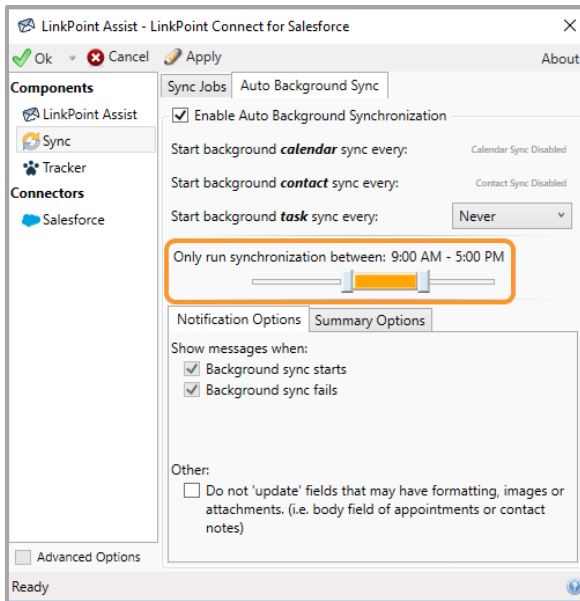 LinkPoint Assist - LinkPoint Connect for Salesforce
Ok Cancel Apply About
Components
LinkPoint Assist
Sync
Tracker
Connectors
Salesforce
Advanced Options
Sync Jobs Auto Background Sync
Enable Auto Background Synchronization
Start background calendar sync every: Calendar Sync Disabled
Start background contact sync every: Contact Sync Disabled
Start background task sync every: Never
Only run synchronization between: 9:00 AM - 5:00 PM
Notification Options Summary Options
Show messages when:
Background sync starts
Background sync fails
Other:
Do not 'update' fields that may have formatting, images or
attachments. (i.e. body field of appointments or contact
notes)
Ready